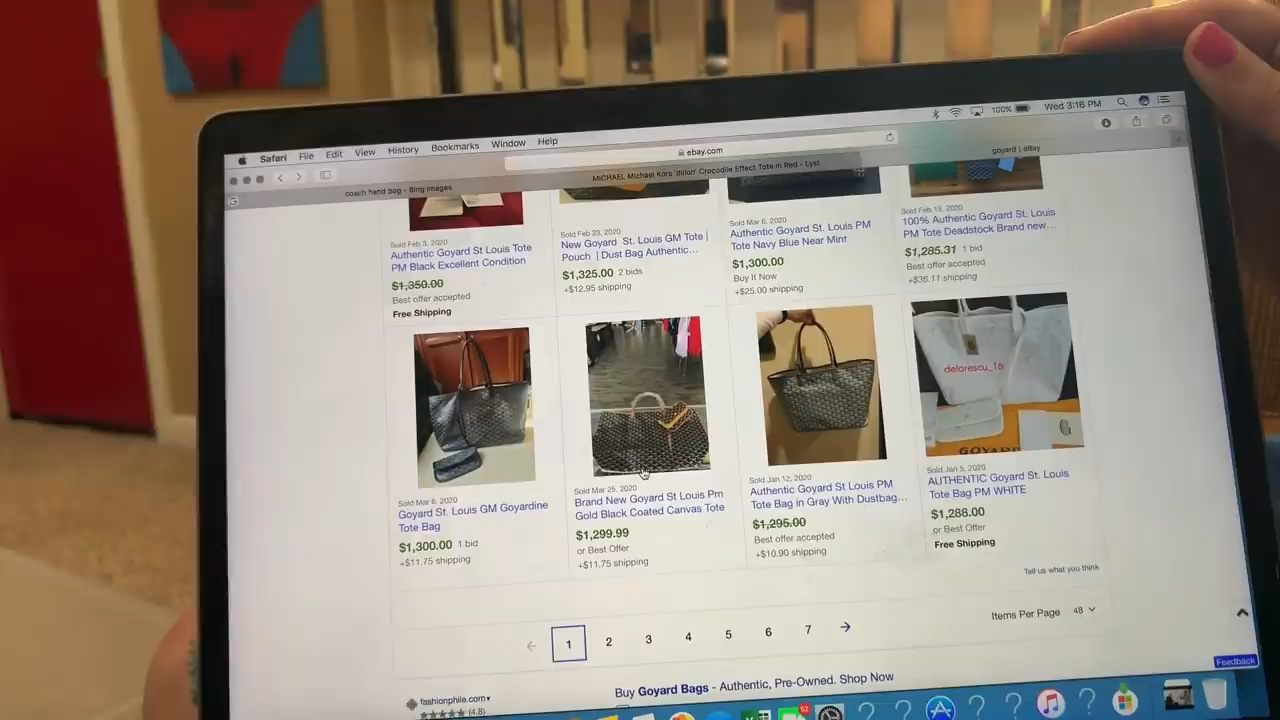 Safari File Edit View History Bookmarks Window Help
100% Wed 3:16 PM
ebay.com
coach hand bag - Bing images
MICHAEL Michael Kors 'dillon' Crocodile Effect Tote in Red - Lyst
goyard | eBay
Sold Feb 5, 2020
Authentic Goyard St Louis Tote
PM Black Excellent Condition
$1,350.00
Best offer accepted
Free Shipping
Sold Feb 23, 2020
New Goyard St. Louis GM Tote |
Pouch | Dust Bag Authentic...
$1,325.00 2 bids
+$12.95 shipping
Sold Mar 6, 2020
Authentic Goyard St. Louis PM
Tote Navy Blue Near Mint
$1,300.00
Buy It Now
+$25.00 shipping
Sold Feb 19, 2020
100% Authentic Goyard St. Louis
PM Tote Deadstock Brand new...
$1,285.31 1 bid
Best offer accepted
+$36.11 shipping
delorescu_16
GOYARD
Sold Mar 6, 2020
Goyard St. Louis GM Goyardine
Tote Bag
$1,300.00 1 bid
+$11.75 shipping
Sold Mar 25, 2020
Brand New Goyard St Louis Pm
Gold Black Coated Canvas Tote
$1,299.99
or Best Offer
+$11.75 shipping
Sold Jan 12, 2020
Authentic Goyard St Louis PM
Tote Bag in Gray With Dustbag...
$1,295.00
Best offer accepted
+$10.90 shipping
Sold Jan 5, 2020
AUTHENTIC Goyard St. Louis
Tote Bag PM WHITE
$1,288.00
or Best Offer
Free Shipping
Tell us what you think
1 2 3 4 5 6 7
Items Per Page 48
Feedback
fashionphile.com
(4.8)
Buy Goyard Bags - Authentic, Pre-Owned. Shop Now
52